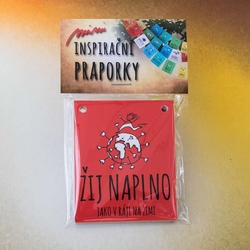 INSPIRAČNÍ
PRAPORKY
ŽIJ NAPLNO
JAKO V RÁJI NA ZEMI